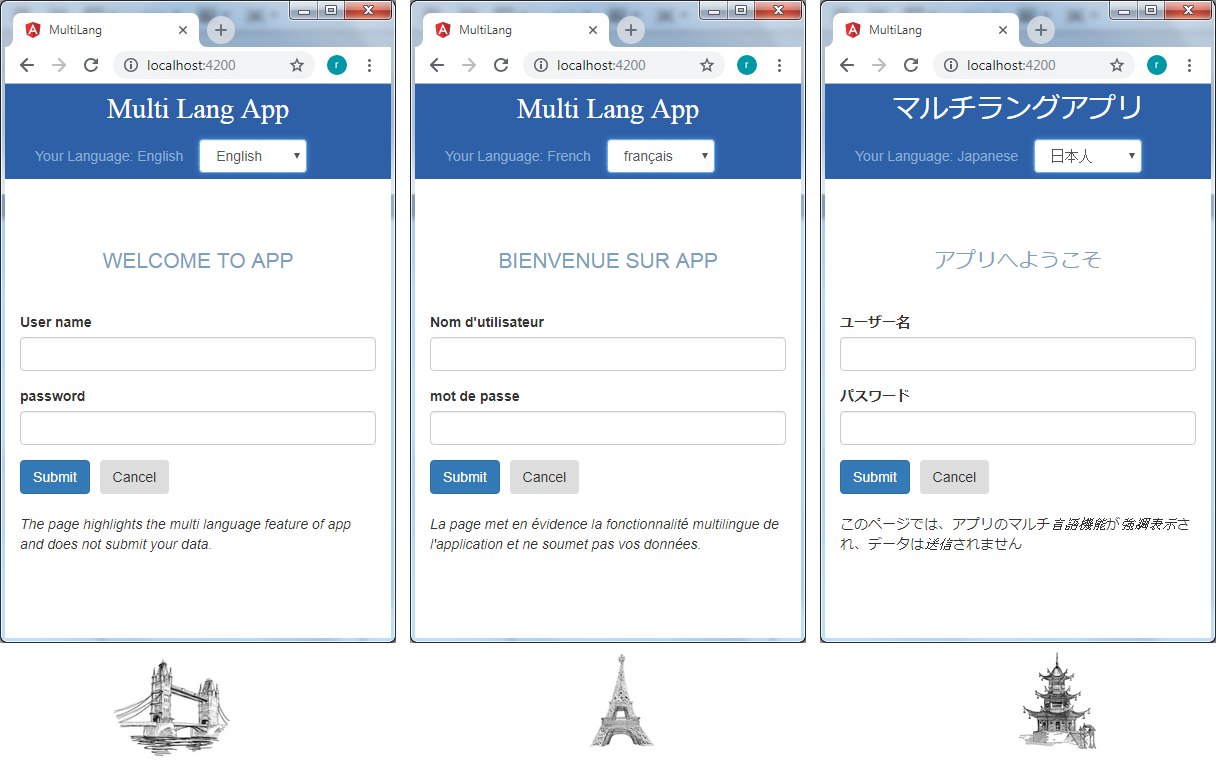 MultiLang
localhost:4200
r
Multi Lang App
Your Language: English
English
WELCOME TO APP
User name
password
Submit
Cancel
The page highlights the multi language feature of app
and does not submit your data.
MultiLang
localhost:4200
r
Multi Lang App
Your Language: French
français
BIENVENUE SUR APP
Nom d'utilisateur
mot de passe
Submit
Cancel
La page met en évidence la fonctionnalité multilingue de
l'application et ne soumet pas vos données.
MultiLang
localhost:4200
r
マルチラングアプリ
Your Language: Japanese
日本人
アプリへようこそ
ユーザー名
パスワード
Submit
Cancel
このページでは、アプリのマルチ言語機能が強調表示さ
れ、データは送信されません